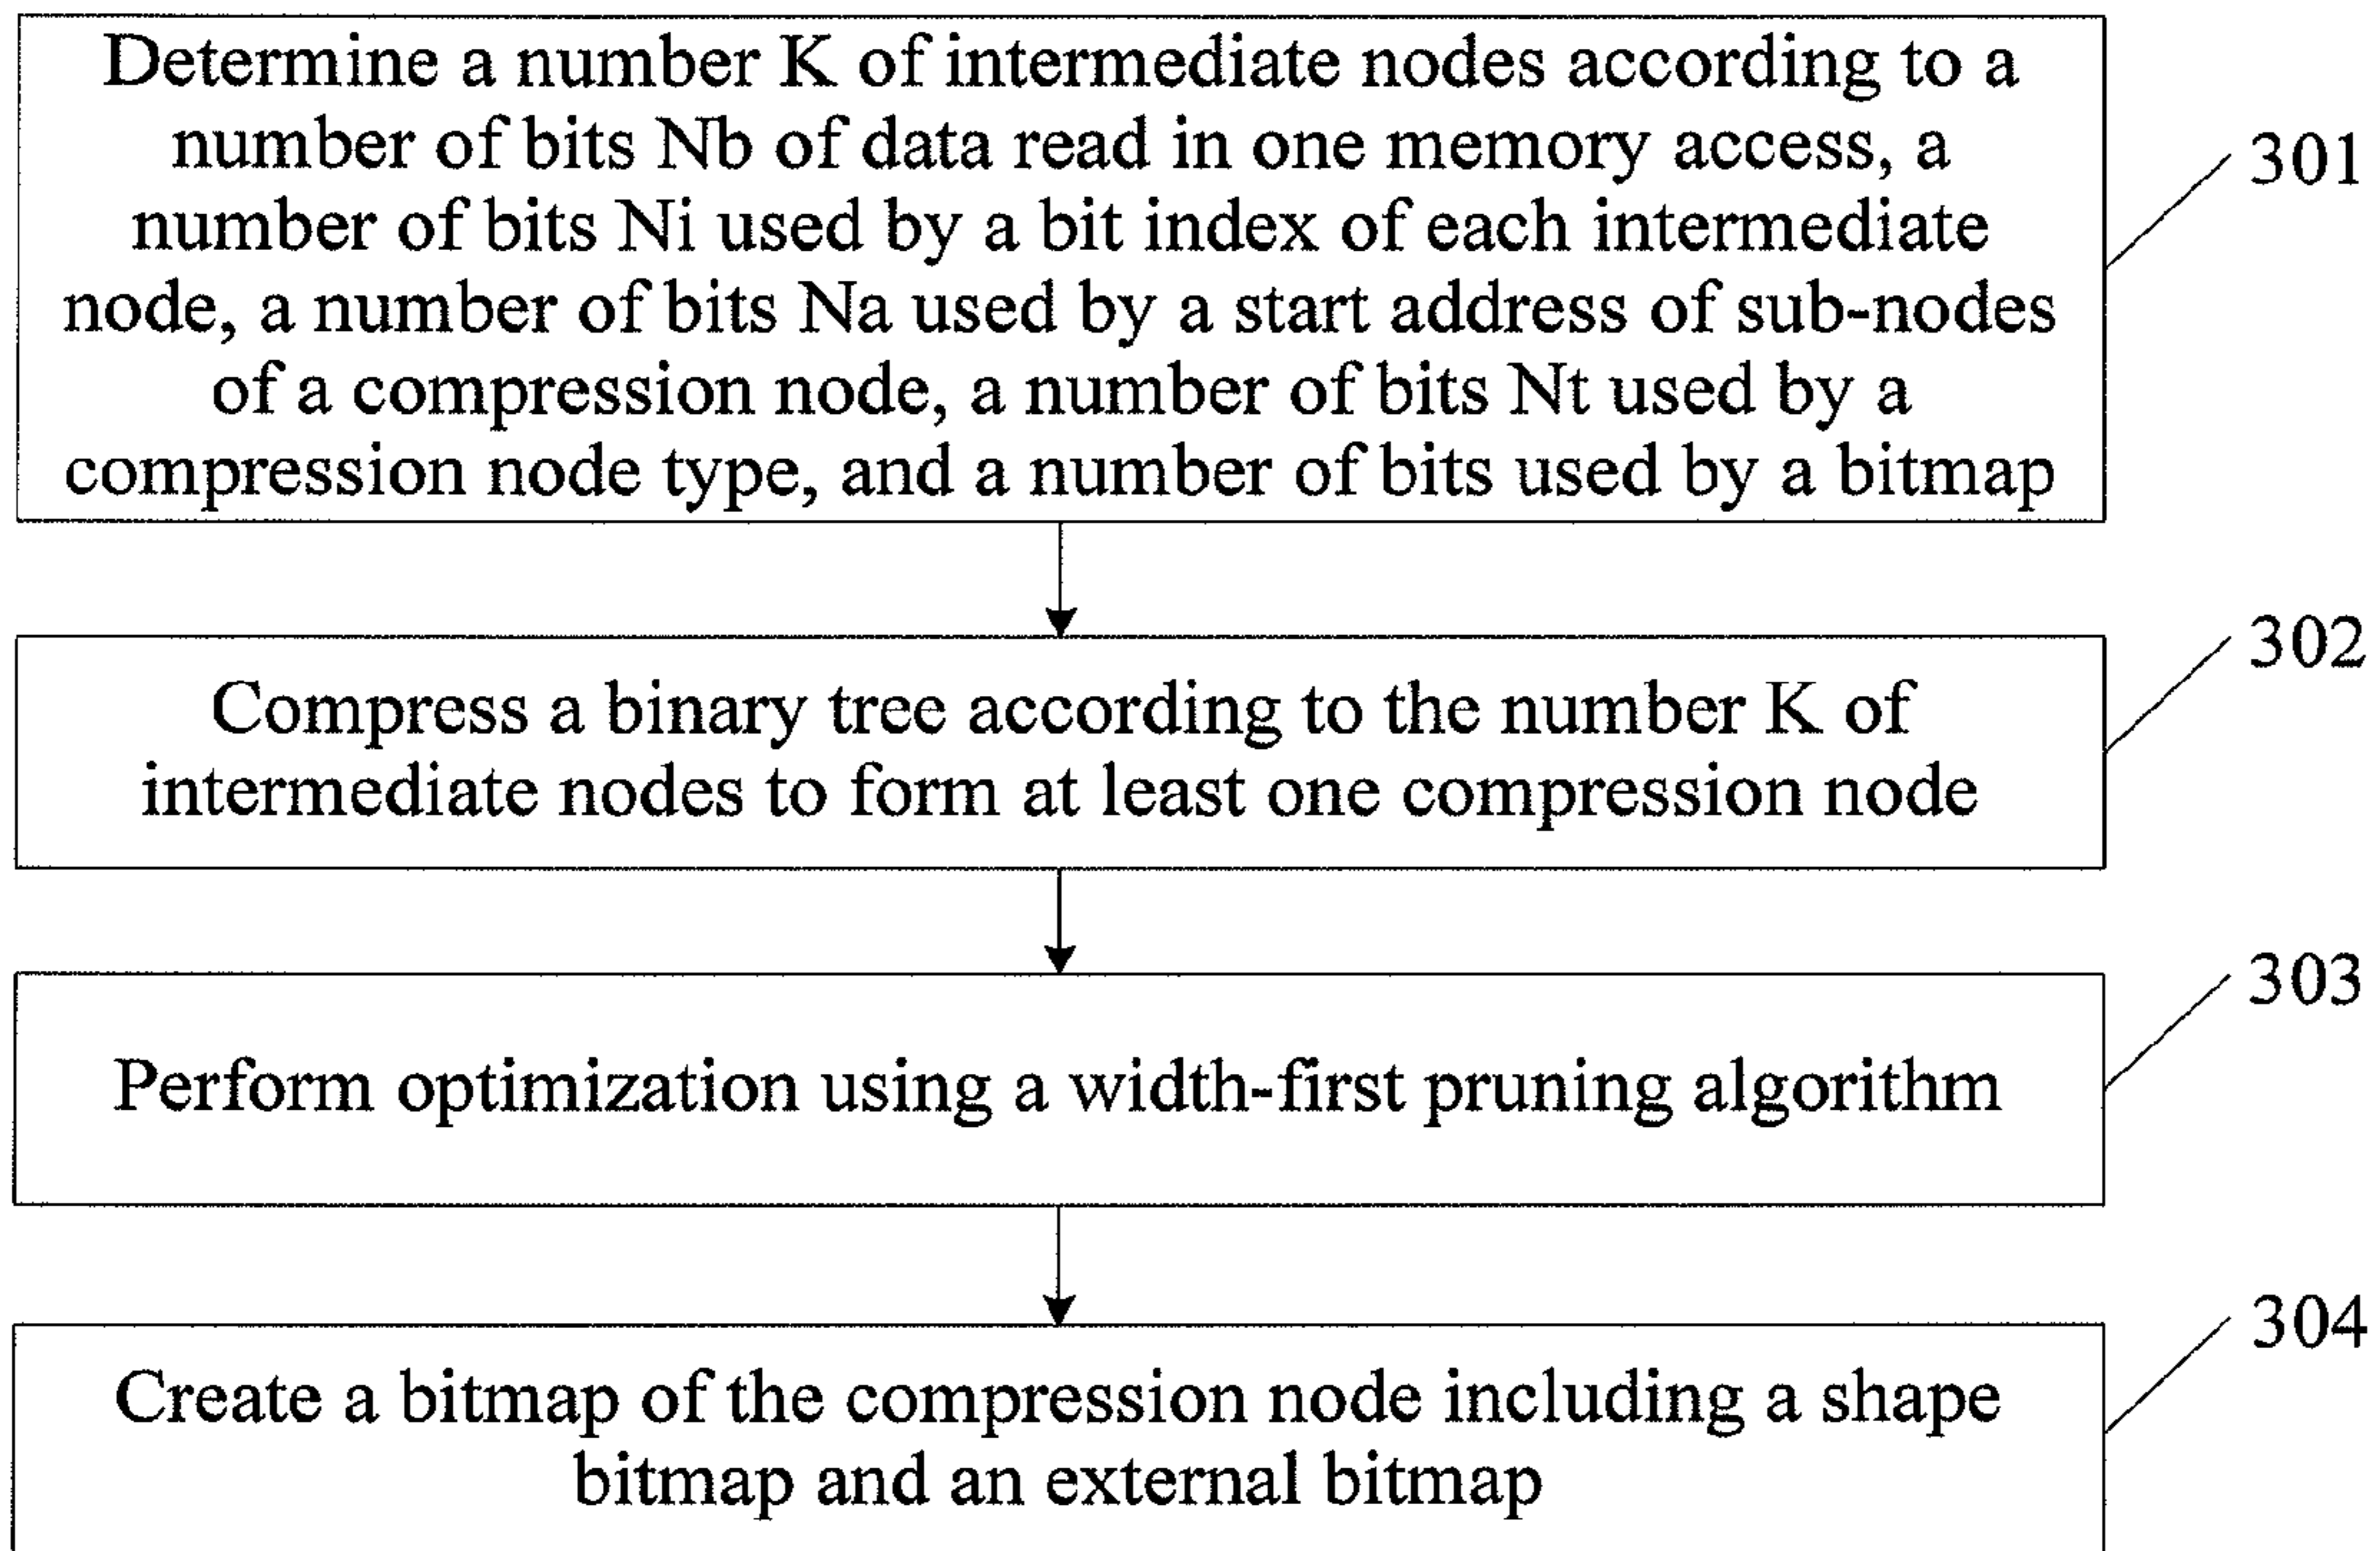 Determine a number K of intermediate nodes according to a
number of bits Nb of data read in one memory access, a
number of bits Ni used by a bit index of each intermediate
node, a number of bits Na used by a start address of sub-nodes
of a compression node, a number of bits Nt used by a
compression node type, and a number of bits used by a bitmap
301
Compress a binary tree according to the number K of
intermediate nodes to form at least one compression node
302
Perform optimization using a width-first pruning algorithm
303
Create a bitmap of the compression node including a shape
bitmap and an external bitmap
304